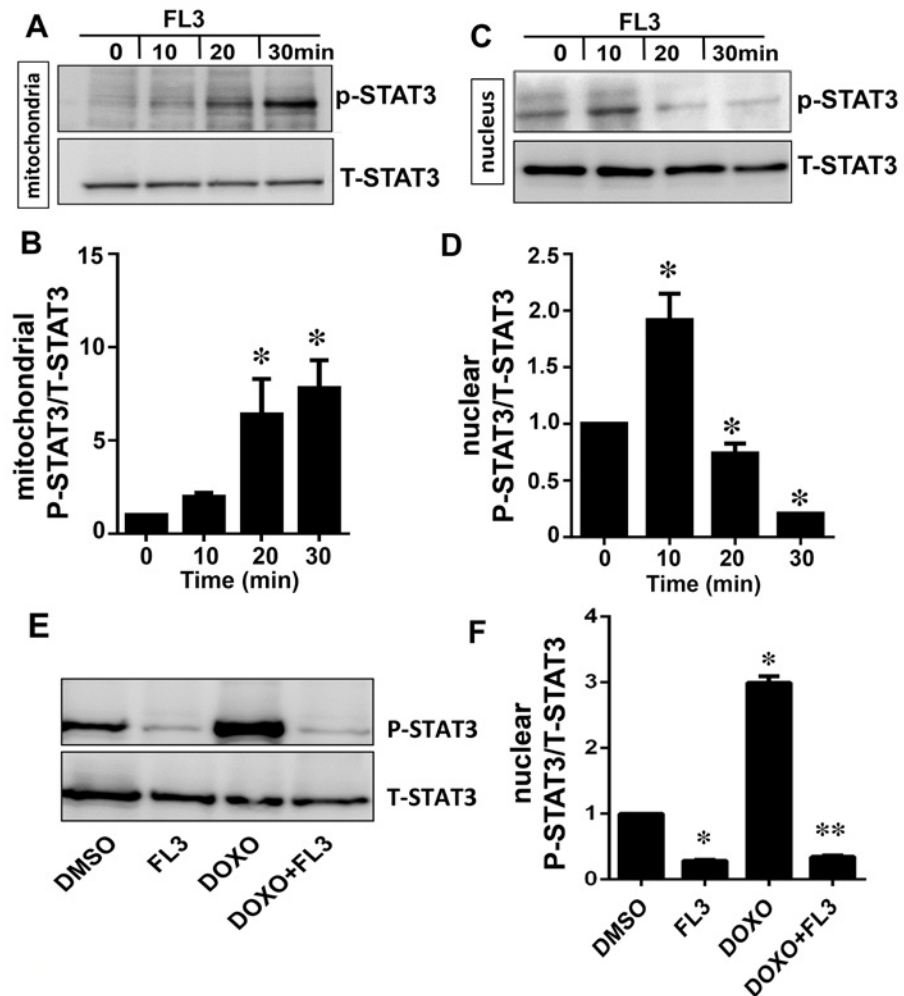 A
FL3
0 10 20 30min
mitochondria
p-STAT3
T-STAT3
C
FL3
0 10 20 30min
nucleus
p-STAT3
T-STAT3
B
mitochondrial
P-STAT3/T-STAT3
15
10
5
0
* *
0 10 20 30
Time (min)
D
nuclear
P-STAT3/T-STAT3
2.5
2.0
1.5
1.0
0.5
0
* * *
0 10 20 30
Time (min)
E
P-STAT3
T-STAT3
DMSO FL3 DOXO DOXO+FL3
F
nuclear
P-STAT3/T-STAT3
4
3
2
1
0
* * **
DMSO FL3 DOXO DOXO+FL3